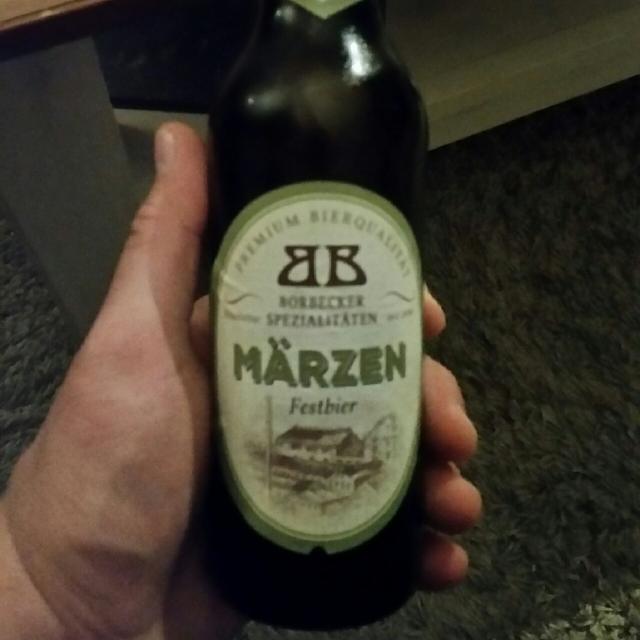 PREMIUM BIERQUALITÄT
BB
BORBECKER
SPEZIALITÄTEN
MÄRZEN
Festbier